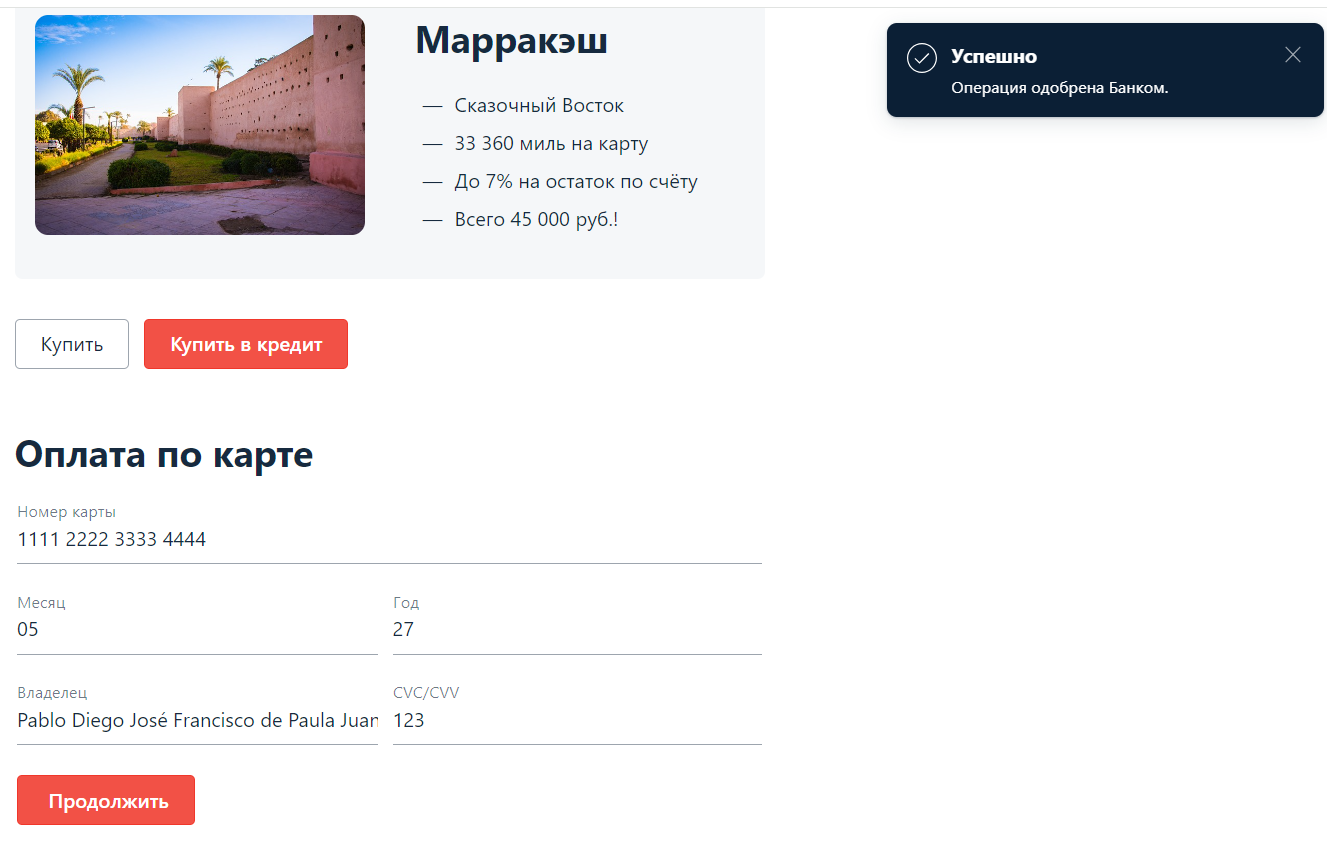 Марракэш
— Сказочный Восток
— 33 360 миль на карту
— До 7% на остаток по счёту
— Всего 45 000 руб.!
Успешно
Операция одобрена Банком.
Купить
Купить в кредит
Оплата по карте
Номер карты
1111 2222 3333 4444
Месяц
Год
05
27
Владелец
CVC/CVV
Pablo Diego José Francisco de Paula Juan
123
Продолжить